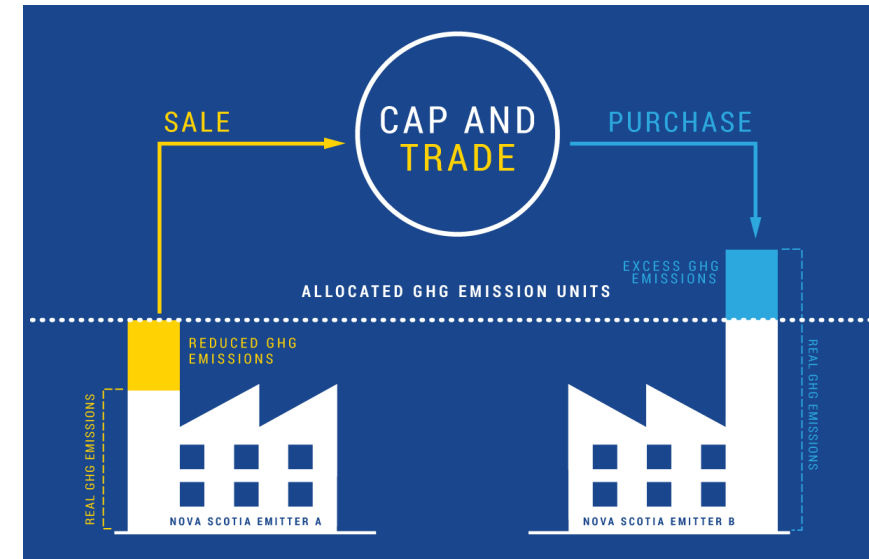 SALE
CAP AND
TRADE
PURCHASE
EXCESS GHG
EMISSIONS
ALLOCATED GHG EMISSION UNITS
REDUCED GHG
EMISSIONS
REAL GHG EMISSIONS
REAL GHG EMISSIONS
NOVA SCOTIA EMITTER A
NOVA SCOTIA EMITTER B